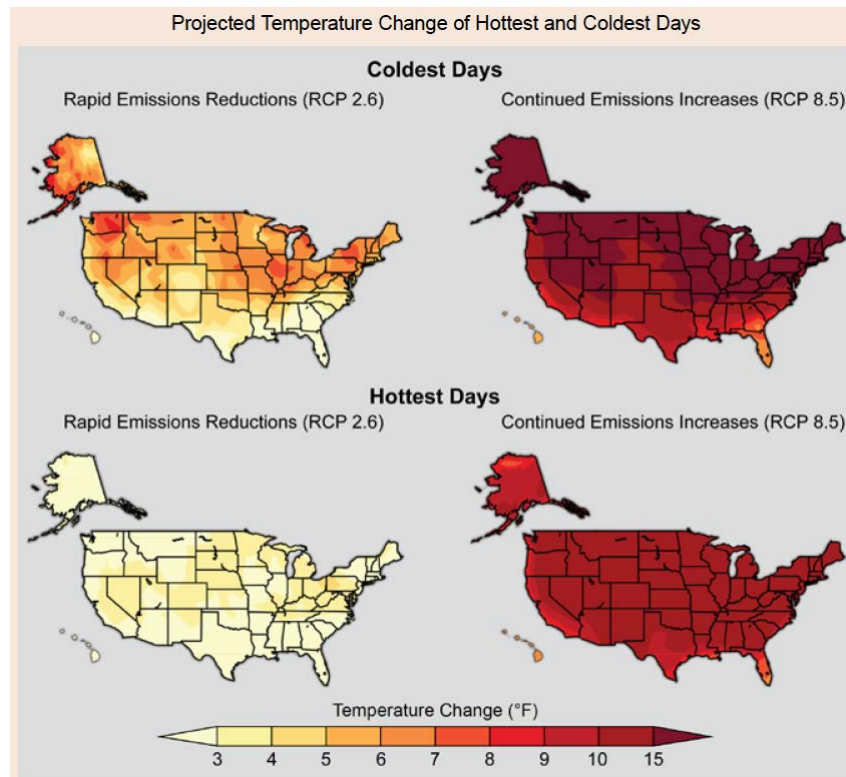 Projected Temperature Change of Hottest and Coldest Days
Coldest Days
Rapid Emissions Reductions (RCP 2.6)
Continued Emissions Increases (RCP 8.5)
Hottest Days
Rapid Emissions Reductions (RCP 2.6)
Continued Emissions Increases (RCP 8.5)
Temperature Change (°F)
3 4 5 6 7 8 9 10 15